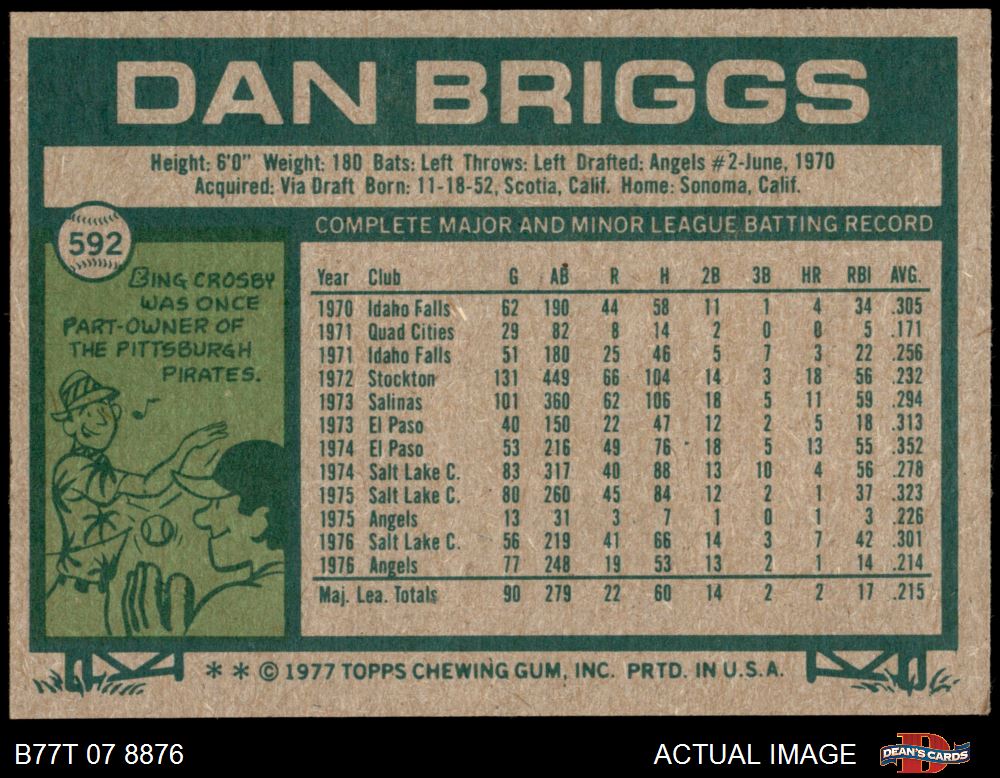 DAN BRIGGS
Height: 6'0" Weight: 180 Bats: Left Throws: Left Drafted: Angels #2-June, 1970
Acquired: Via Draft Born: 11-18-52, Scotia, Calif. Home: Sonoma, Calif.
592
BING CROSBY
WAS ONCE
PART-OWNER OF
THE PITTSBURGH
PIRATES.
COMPLETE MAJOR AND MINOR LEAGUE BATTING RECORD
Year Club G AB R H 2B 3B HR RBI AVG.
1970 Idaho Falls 62 190 44 58 11 1 4 34 .305
1971 Quad Cities 29 82 8 14 2 0 0 5 .171
1971 Idaho Falls 51 180 25 46 5 7 3 22 .256
1972 Stockton 131 449 66 104 14 3 18 56 .232
1973 Salinas 101 360 62 106 18 5 11 59 .294
1973 El Paso 40 150 22 47 12 2 5 18 .313
1974 El Paso 53 216 49 76 18 5 13 55 .352
1974 Salt Lake C. 83 317 40 88 13 10 4 56 .278
1975 Salt Lake C. 80 260 45 84 12 2 1 37 .323
1975 Angels 13 31 3 7 1 0 1 3 .226
1976 Salt Lake C. 56 219 41 66 14 3 7 42 .301
1976 Angels 77 248 19 53 13 2 1 14 .214
Maj. Lea. Totals 90 279 22 60 14 2 2 17 .215
* * © 1977 TOPPS CHEWING GUM, INC. PRTD. IN U.S.A.
B77T 07 8876
ACTUAL IMAGE
D
DEAN'S CARDS